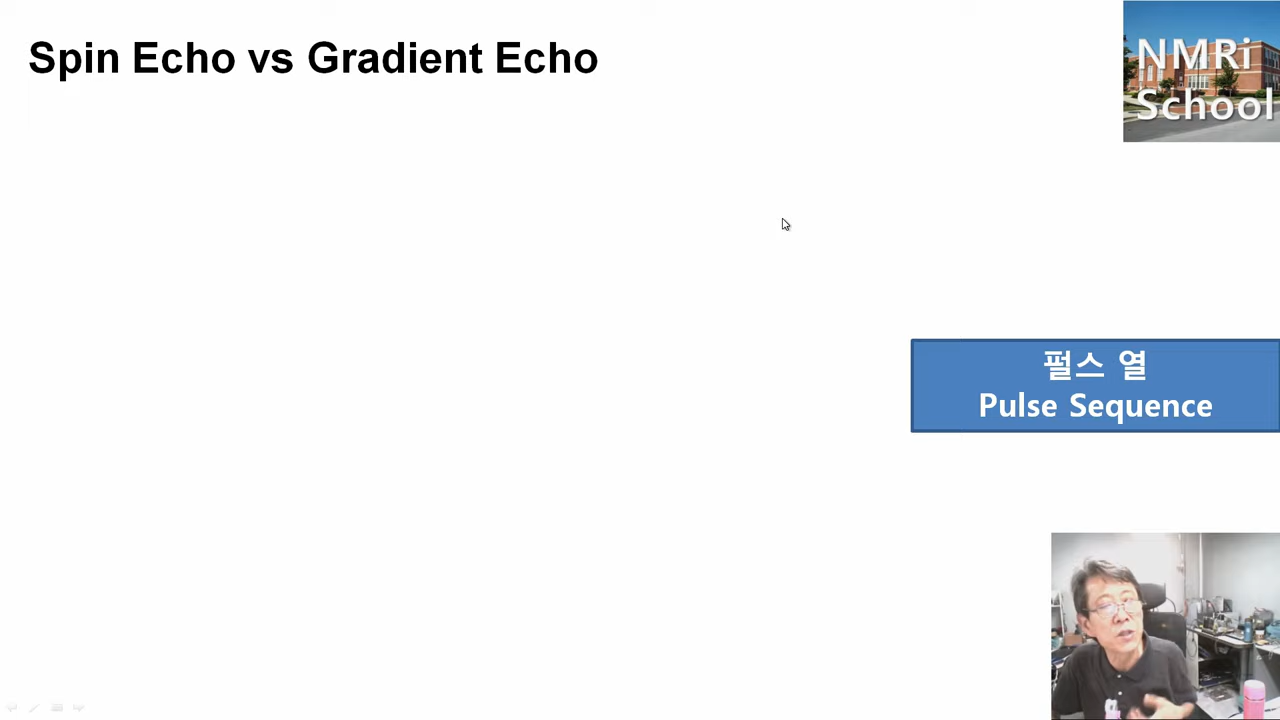 Spin Echo vs Gradient Echo
NMRi
School
펄스 열
Pulse Sequence